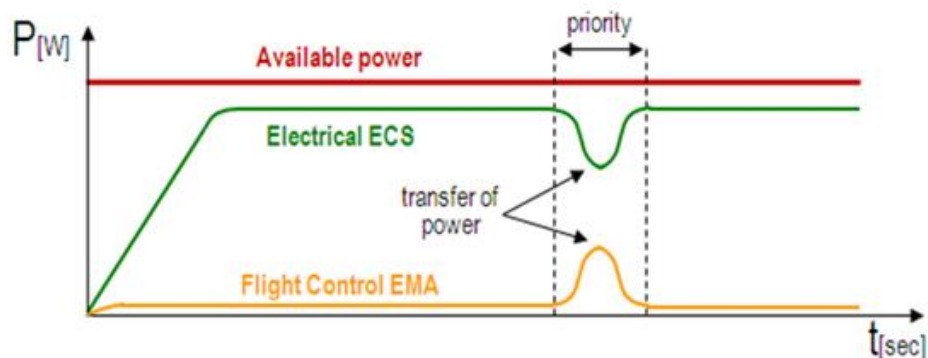 P[W]
priority
Available power
Electrical ECS
transfer of
power
Flight Control EMA
t[sec]